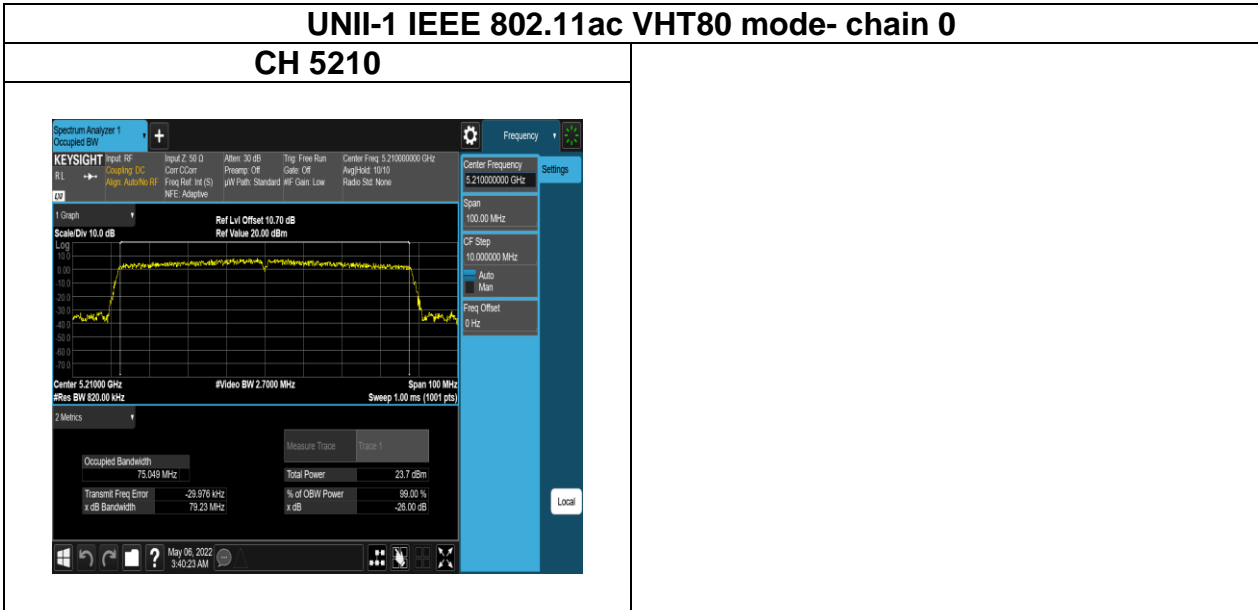 UNII-1 IEEE 802.11ac VHT80 mode- chain 0
CH 5210
Spectrum Analyzer 1
Occupied BW
Frequency
KEYSIGHT
R L
LXI
Input: RF
Coupling: DC
Align: Auto/No RF
Input Z: 50 Ω
Corr CCorr
Freq Ref: Int (S)
NFE: Adaptive
Atten: 30 dB
Preamp: Off
µW Path: Standard
Trig: Free Run
Gate: Off
#IF Gain: Low
Center Freq: 5.210000000 GHz
Avg|Hold: 10/10
Radio Std: None
Center Frequency
5.210000000 GHz
Settings
Span
100.00 MHz
CF Step
10.000000 MHz
Auto
Man
Freq Offset
0 Hz
1 Graph
Scale/Div 10.0 dB
Ref Lvl Offset 10.70 dB
Ref Value 20.00 dBm
Log
10.0
0.00
-10.0
-20.0
-30.0
-40.0
-50.0
-60.0
-70.0
Center 5.21000 GHz
#Video BW 2.7000 MHz
Span 100 MHz
#Res BW 820.00 kHz
Sweep 1.00 ms (1001 pts)
2 Metrics
Measure Trace
Trace 1
Occupied Bandwidth
75.049 MHz
Total Power
23.7 dBm
Transmit Freq Error
-29.976 kHz
% of OBW Power
99.00 %
x dB Bandwidth
79.23 MHz
x dB
-26.00 dB
Local
?
May 06, 2022
3:40:23 AM